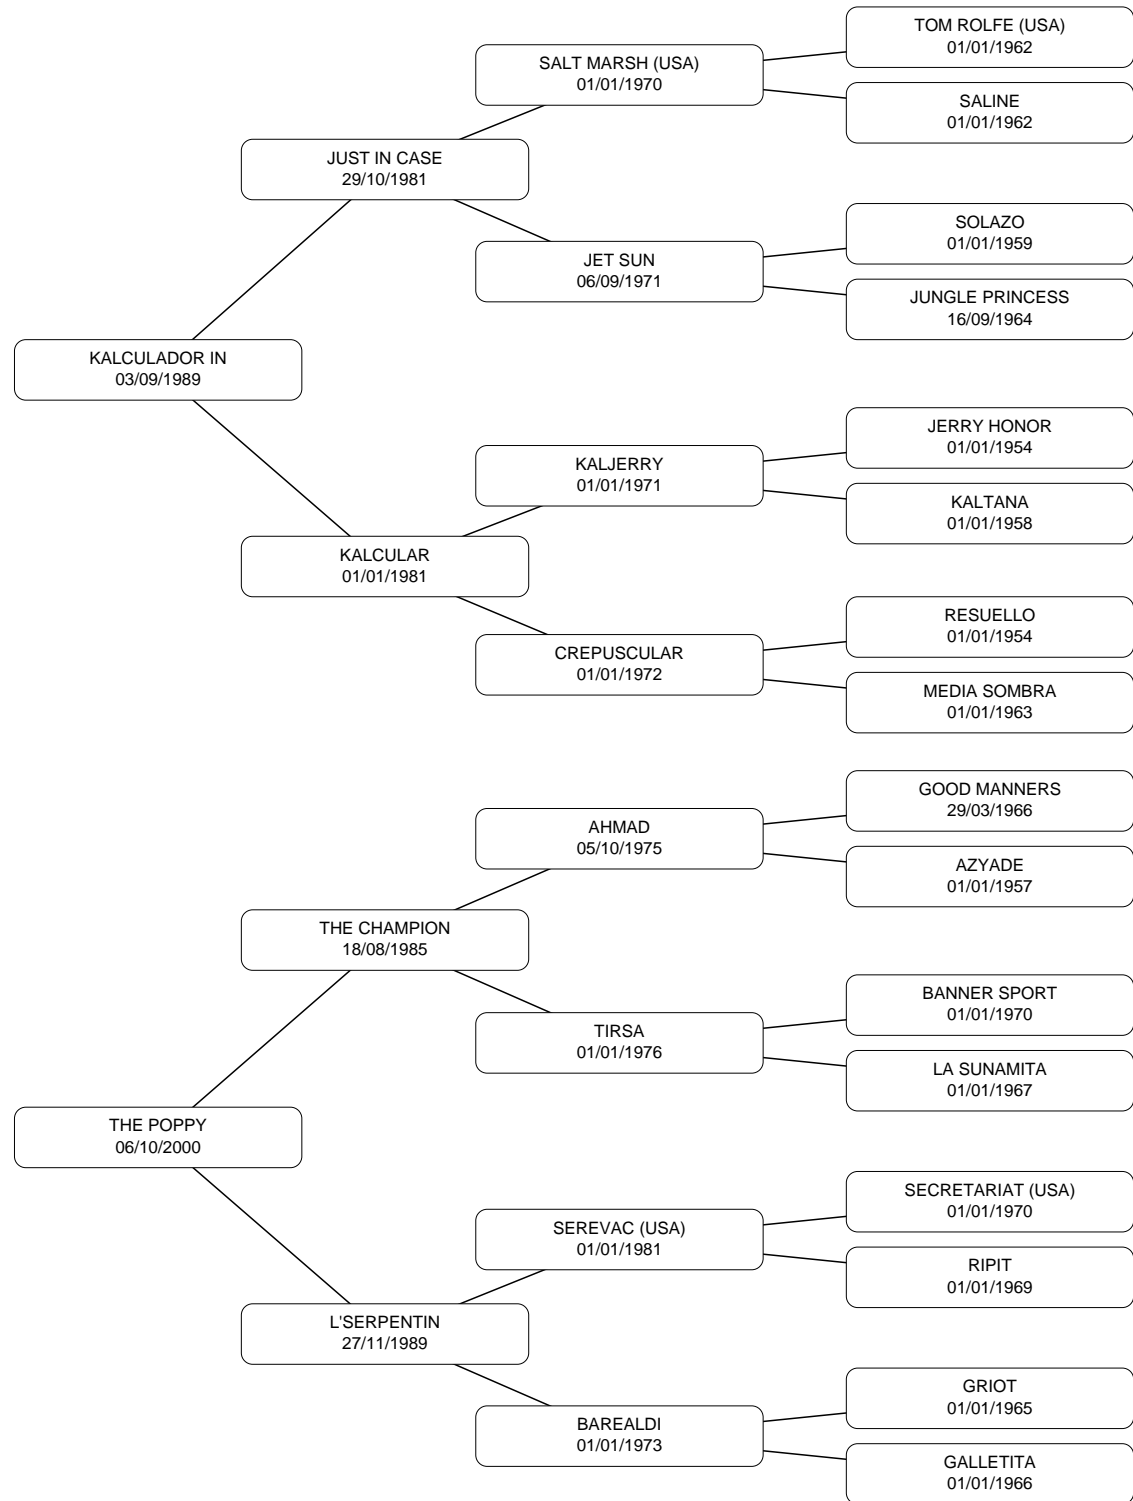 TOM ROLFE (USA)
01/01/1962
SALT MARSH (USA)
01/01/1970
SALINE
01/01/1962
JUST IN CASE
29/10/1981
SOLAZO
01/01/1959
JET SUN
06/09/1971
JUNGLE PRINCESS
16/09/1964
KALCULADOR IN
03/09/1989
JERRY HONOR
01/01/1954
KALJERRY
01/01/1971
KALTANA
01/01/1958
KALCULAR
01/01/1981
RESUELLO
01/01/1954
CREPUSCULAR
01/01/1972
MEDIA SOMBRA
01/01/1963
GOOD MANNERS
29/03/1966
AHMAD
05/10/1975
AZYADE
01/01/1957
THE CHAMPION
18/08/1985
BANNER SPORT
01/01/1970
TIRSA
01/01/1976
LA SUNAMITA
01/01/1967
THE POPPY
06/10/2000
SECRETARIAT (USA)
01/01/1970
SEREVAC (USA)
01/01/1981
RIPIT
01/01/1969
L'SERPENTIN
27/11/1989
GRIOT
01/01/1965
BAREALDI
01/01/1973
GALLETITA
01/01/1966